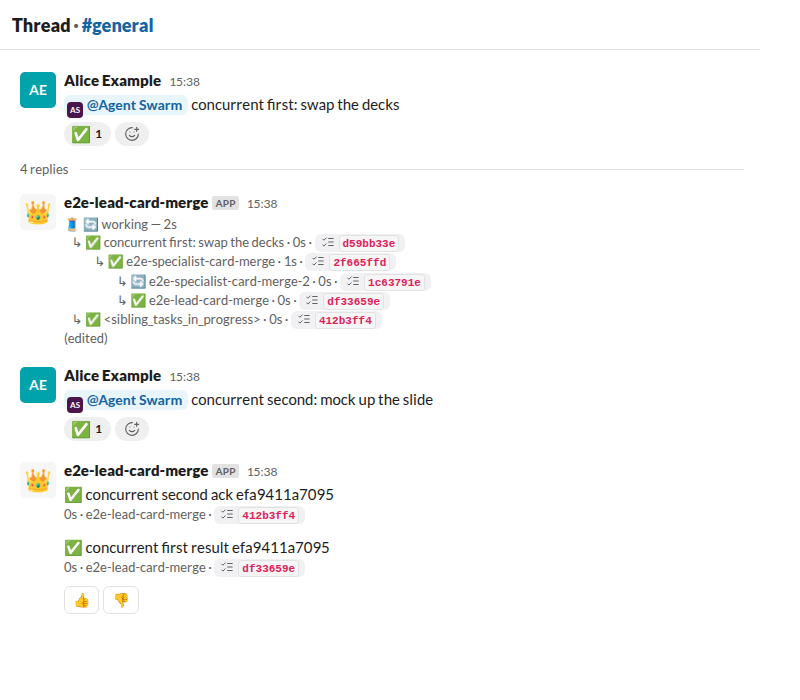 Thread · #general
AE
Alice Example 15:38
AS @Agent Swarm concurrent first: swap the decks
✅ 1
4 replies
e2e-lead-card-merge APP 15:38
🧵 🔄 working — 2s
↳ ✅ concurrent first: swap the decks · 0s · d59bb33e
↳ ✅ e2e-specialist-card-merge · 1s · 2f665ffd
↳ 🔄 e2e-specialist-card-merge-2 · 0s · 1c63791e
↳ ✅ e2e-lead-card-merge · 0s · df33659e
↳ ✅ <sibling_tasks_in_progress> · 0s · 412b3ff4
(edited)
AE
Alice Example 15:38
AS @Agent Swarm concurrent second: mock up the slide
✅ 1
e2e-lead-card-merge APP 15:38
✅ concurrent second ack efa9411a7095
0s · e2e-lead-card-merge · 412b3ff4
✅ concurrent first result efa9411a7095
0s · e2e-lead-card-merge · df33659e